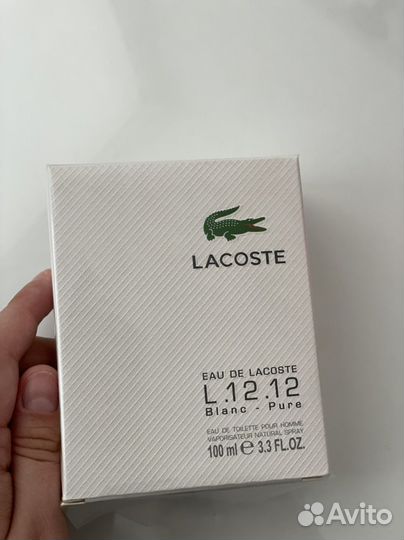 LACOSTE
EAU DE LACOSTE
L.12.12
Blanc - Pure
EAU DE TOILETTE POUR HOMME
VAPORISATEUR NATURAL SPRAY
100 ml ℮ 3.3 FL.OZ.
Avito